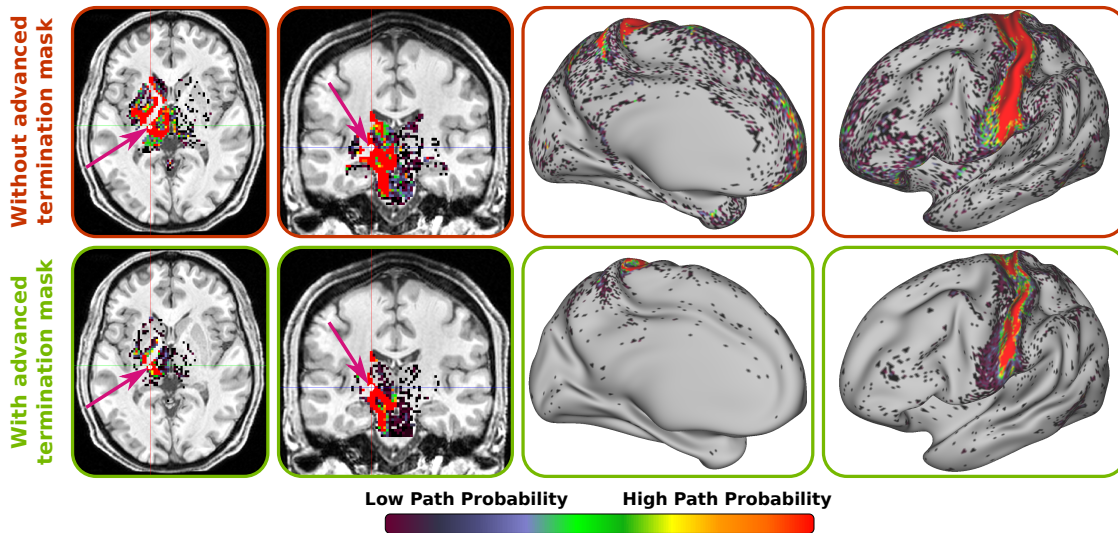 Without advanced
termination mask
With advanced
termination mask
Low Path Probability
High Path Probability